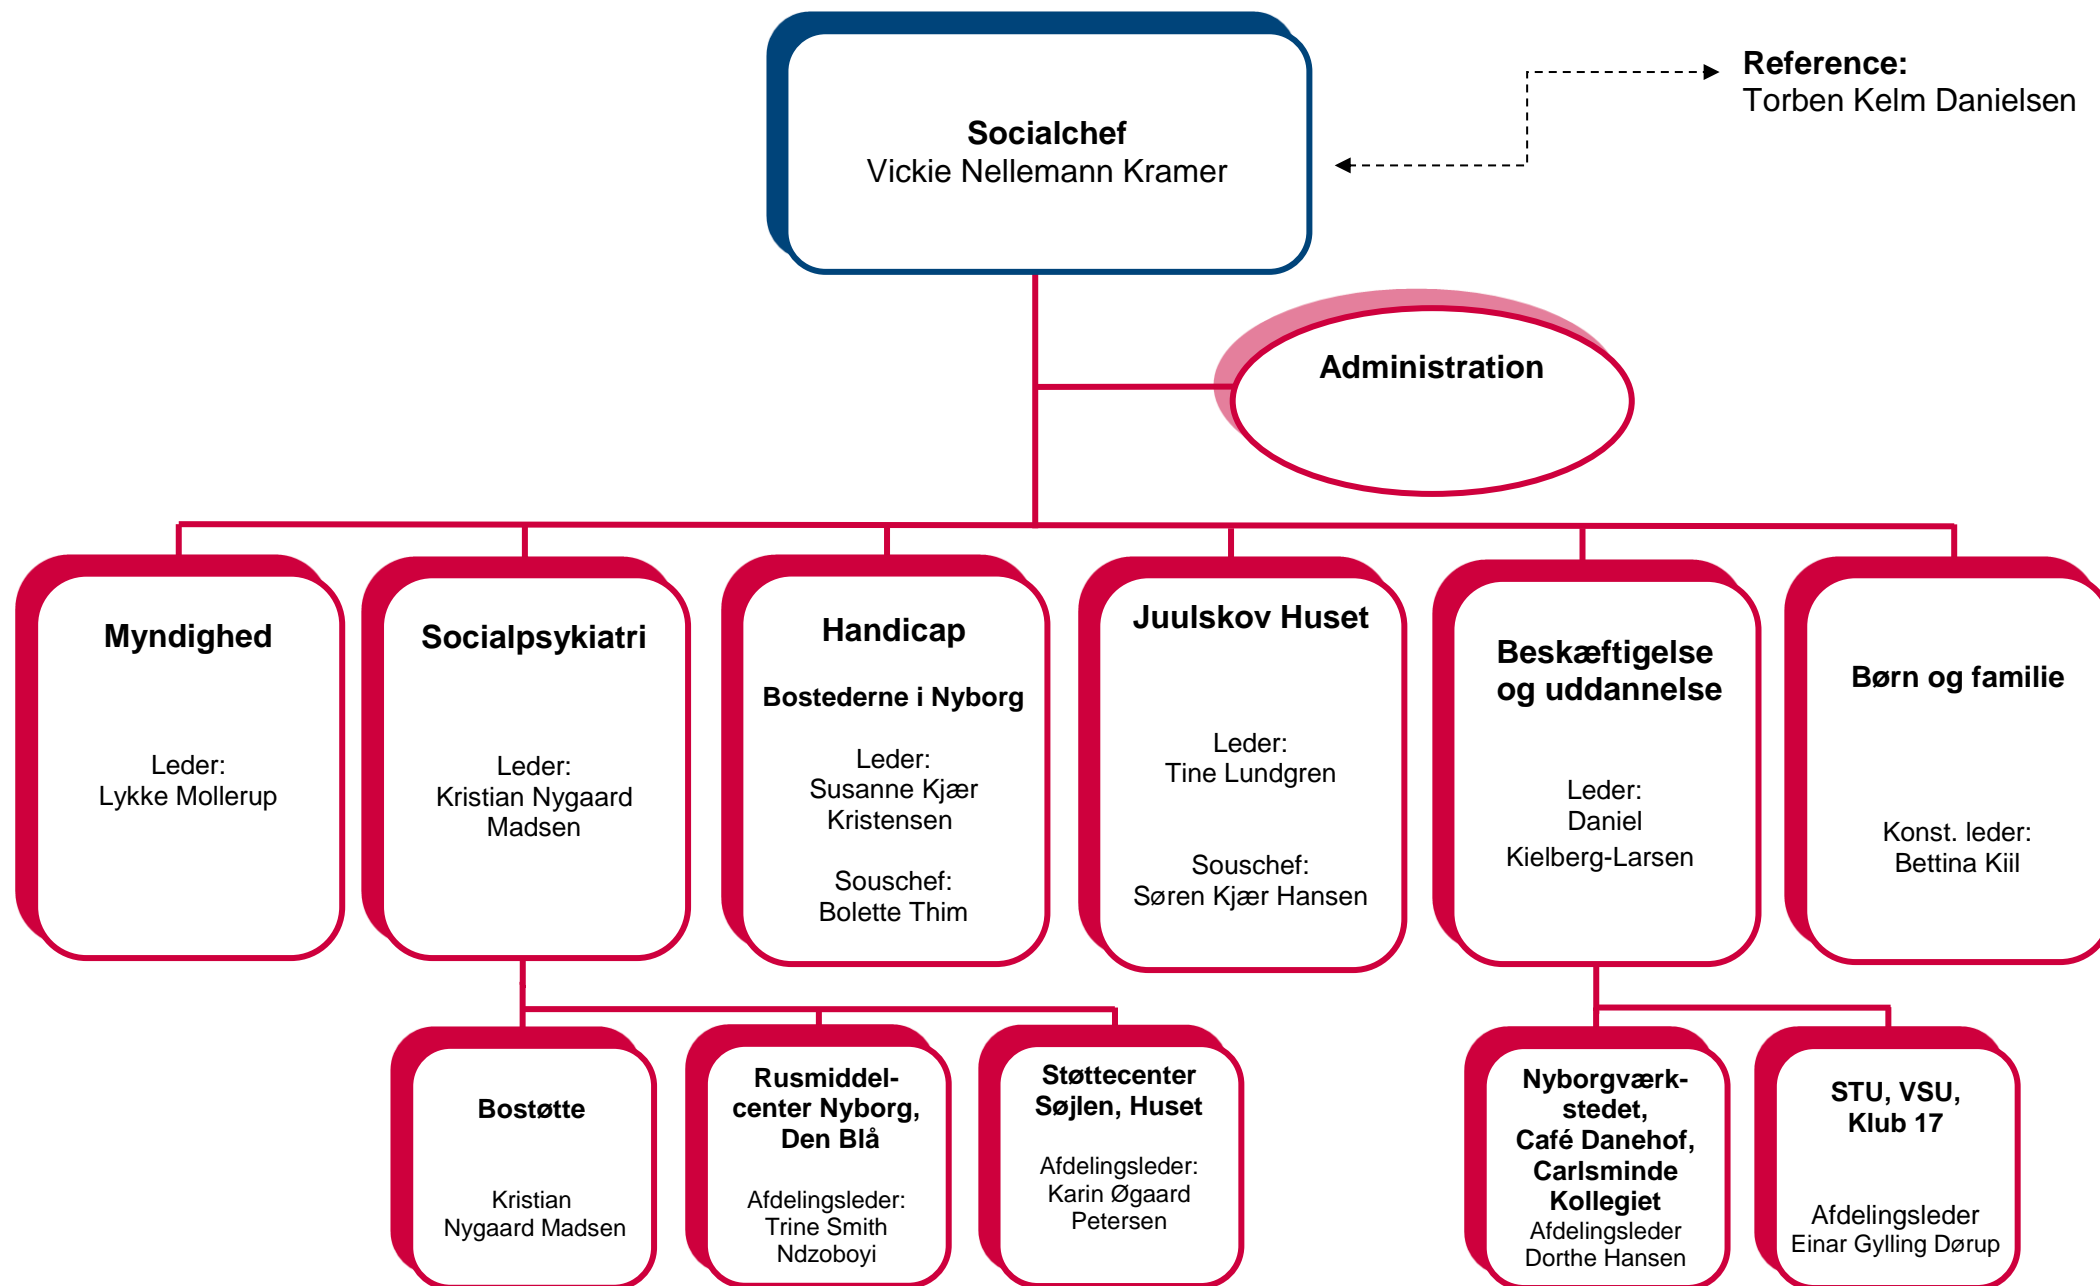 Socialchef
Vickie Nellemann Kramer
Reference:
Torben Kelm Danielsen
Administration
Myndighed
Leder:
Lykke Mollerup
Socialpsykiatri
Leder:
Kristian Nygaard
Madsen
Handicap
Bostederne i Nyborg
Leder:
Susanne Kjær
Kristensen
Souschef:
Bolette Thim
Juulskov Huset
Leder:
Tine Lundgren
Souschef:
Søren Kjær Hansen
Beskæftigelse
og uddannelse
Leder:
Daniel
Kielberg-Larsen
Børn og familie
Konst. leder:
Bettina Kiil
Bostøtte
Kristian
Nygaard Madsen
Rusmiddel-
center Nyborg,
Den Blå
Afdelingsleder:
Trine Smith
Ndzoboyi
Støttecenter
Søjlen, Huset
Afdelingsleder:
Karin Øgaard
Petersen
Nyborgværk-
stedet,
Café Danehof,
Carlsminde
Kollegiet
Afdelingsleder
Dorthe Hansen
STU, VSU,
Klub 17
Afdelingsleder
Einar Gylling Dørup